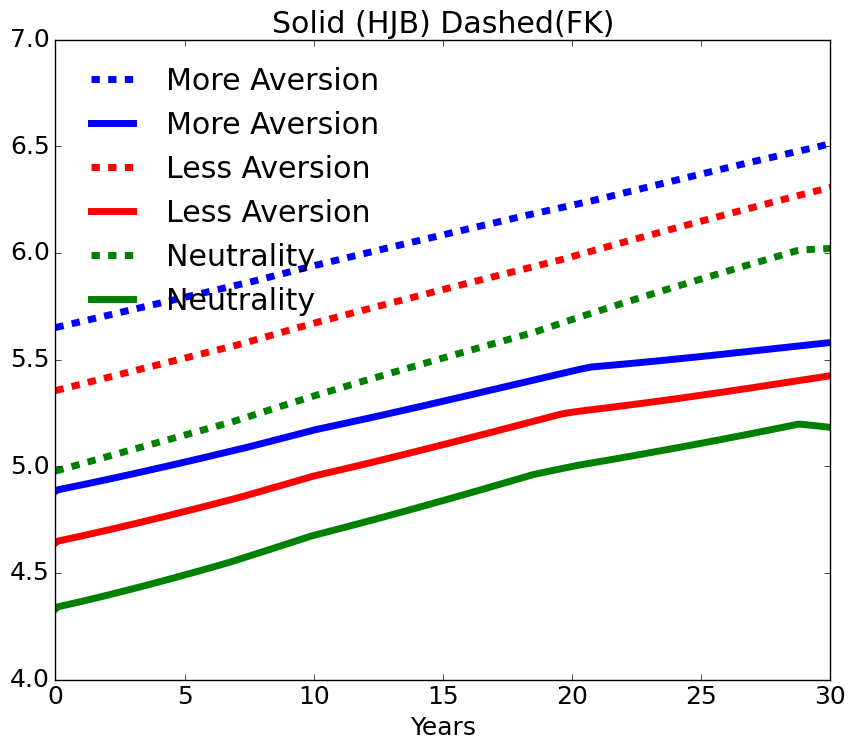 Solid (HJB) Dashed(FK)
7.0
6.5
6.0
5.5
5.0
4.5
4.0
More Aversion
More Aversion
Less Aversion
Less Aversion
Neutrality
Neutrality
0 5 10 15 20 25 30
Years